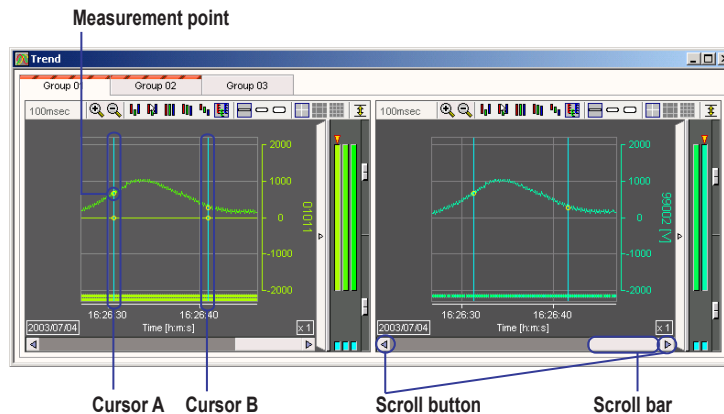 Measurement point
Trend
Group 01
Group 02
Group 03
100msec
2000
1000
0
-1000
-2000
01011
16:26:30
16:26:40
2003/07/04
Time [h:m:s]
x 1
100msec
2000
1000
0
-1000
-2000
99002 [V]
16:26:30
16:26:40
2003/07/04
Time [h:m:s]
x 1
Cursor A
Cursor B
Scroll button
Scroll bar